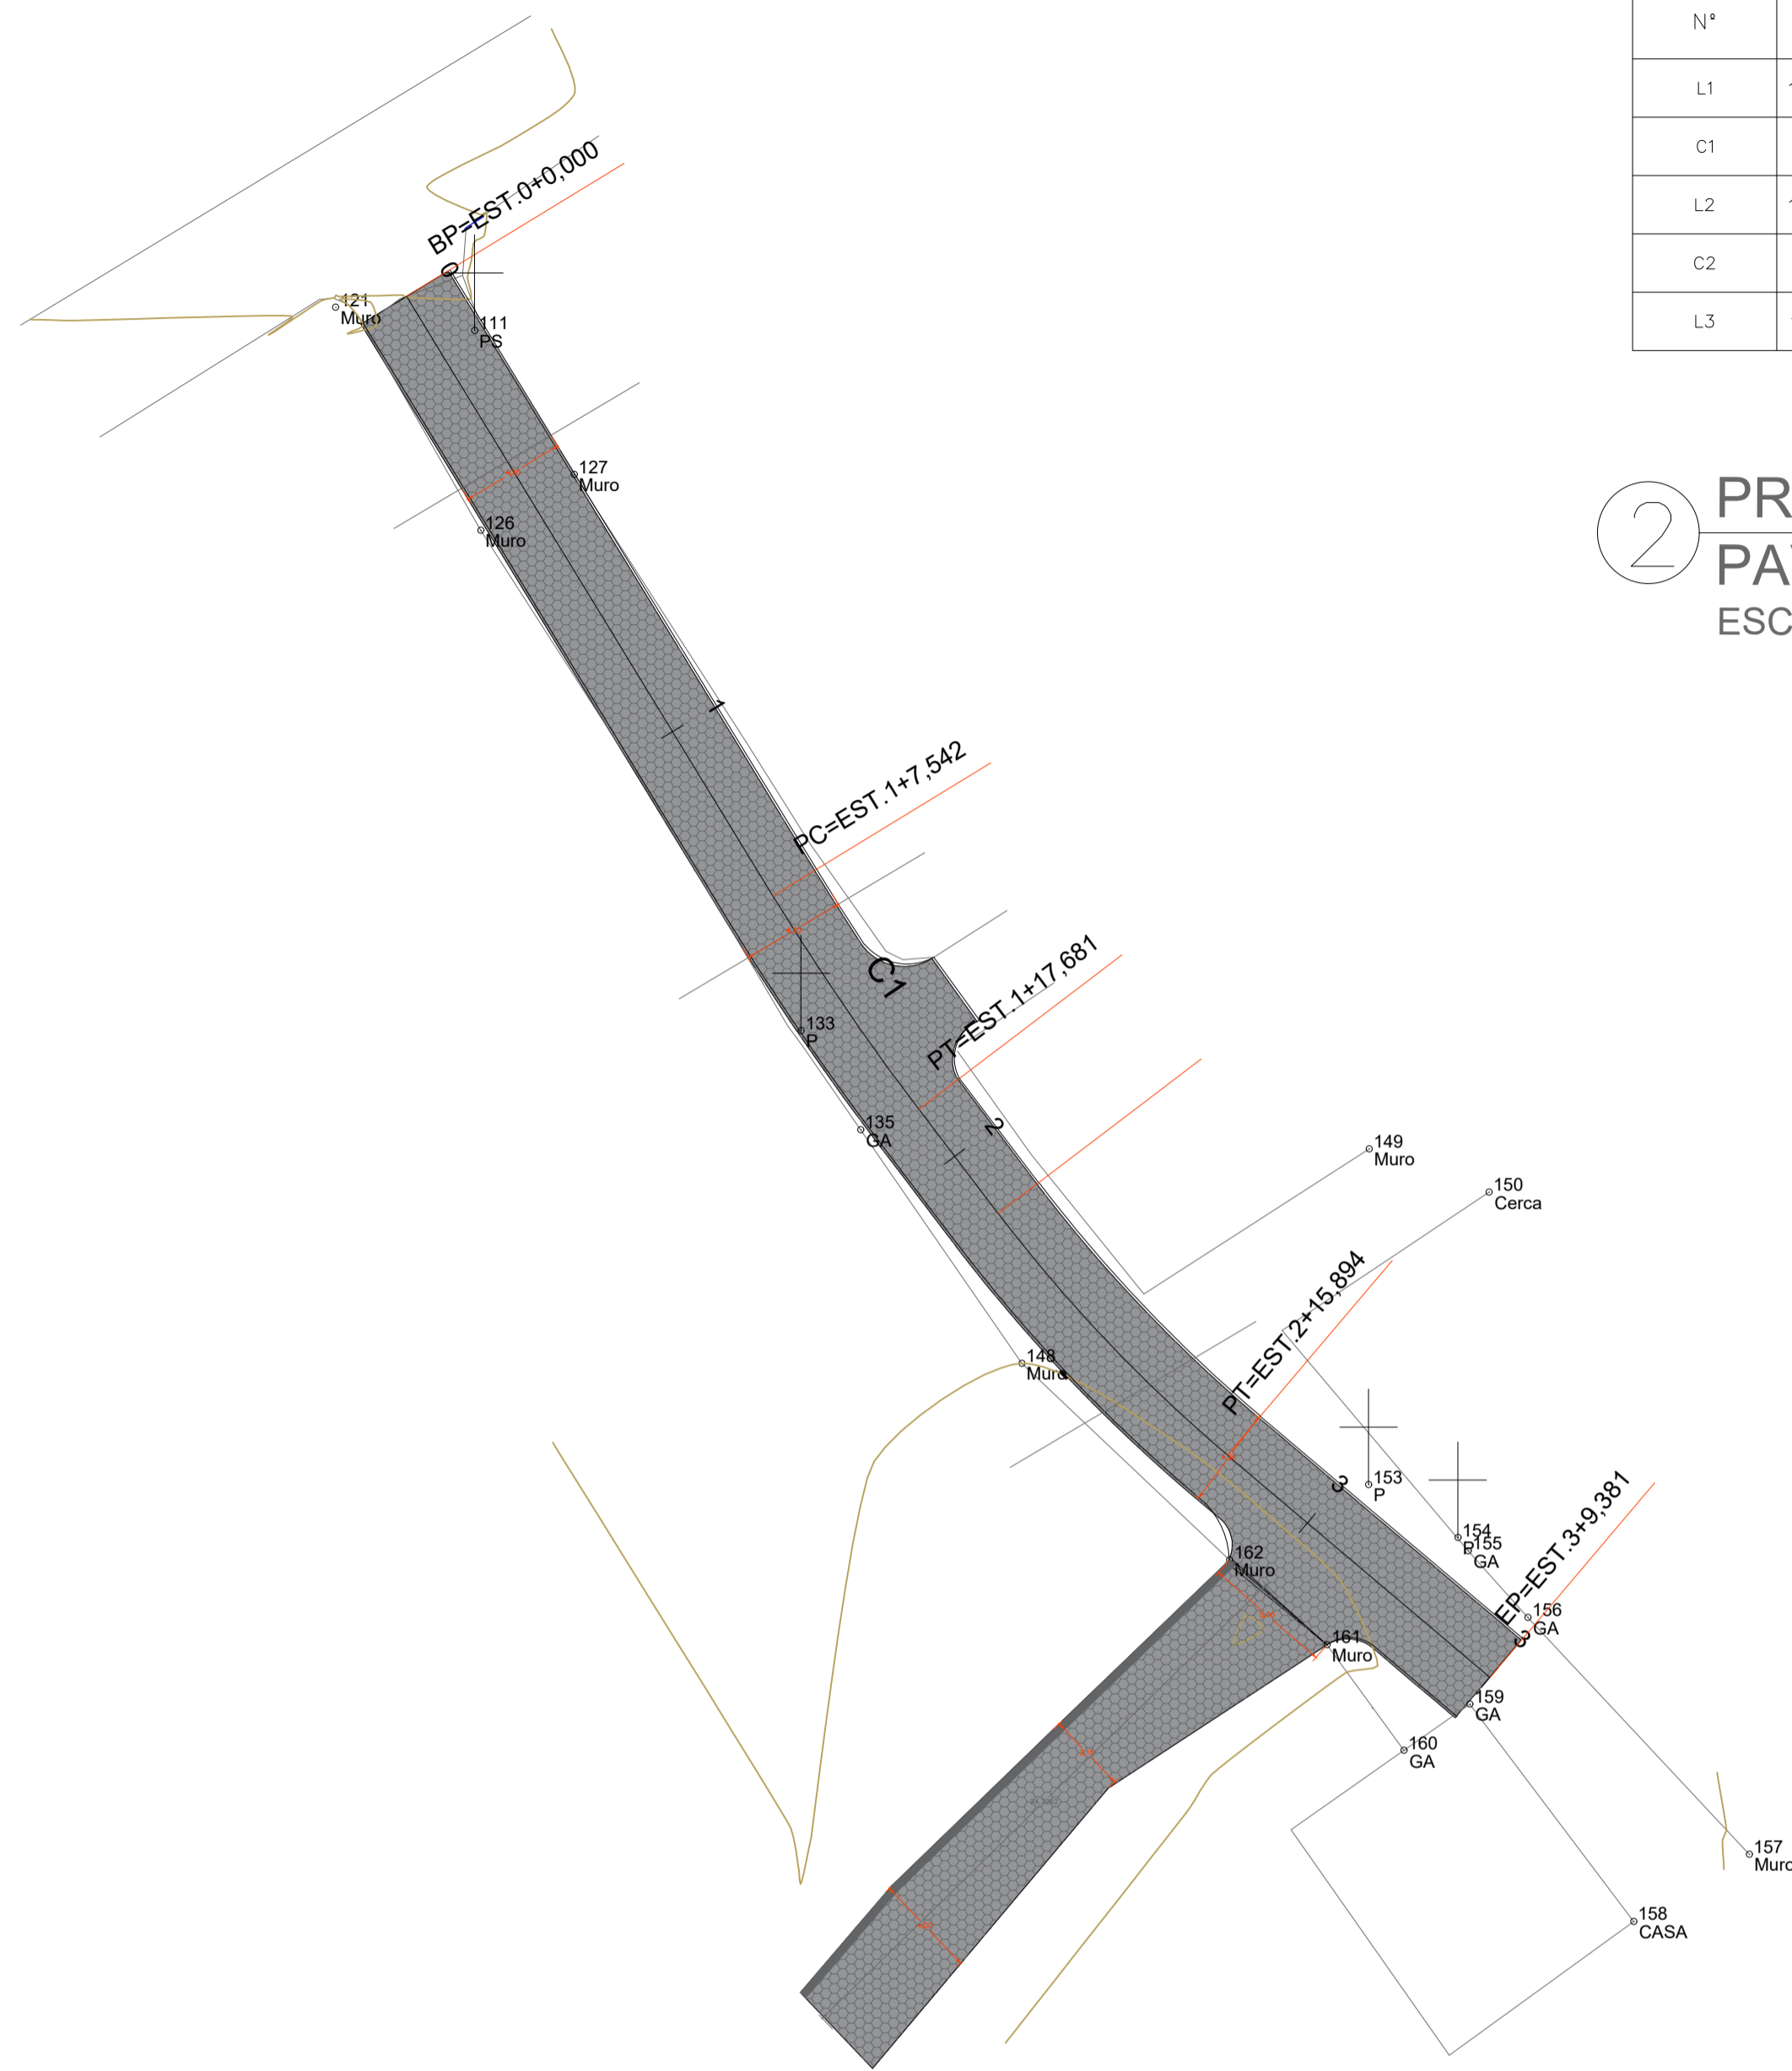 N°
L1
C1
L2
C2
L3
2
PR
PA
ESC
BP=EST.0+0,000
0
121
Muro
111
PS
127
Muro
126
Muro
1
PC=EST.1+7,542
C1
133
P
PT=EST.1+17,681
135
GA
2
149
Muro
150
Cerca
PT=EST.2+15,894
148
Muro
3
153
P
154
P
155
GA
EP=EST.3+9,381
156
GA
3
162
Muro
161
Muro
159
GA
160
GA
157
Muro
158
CASA